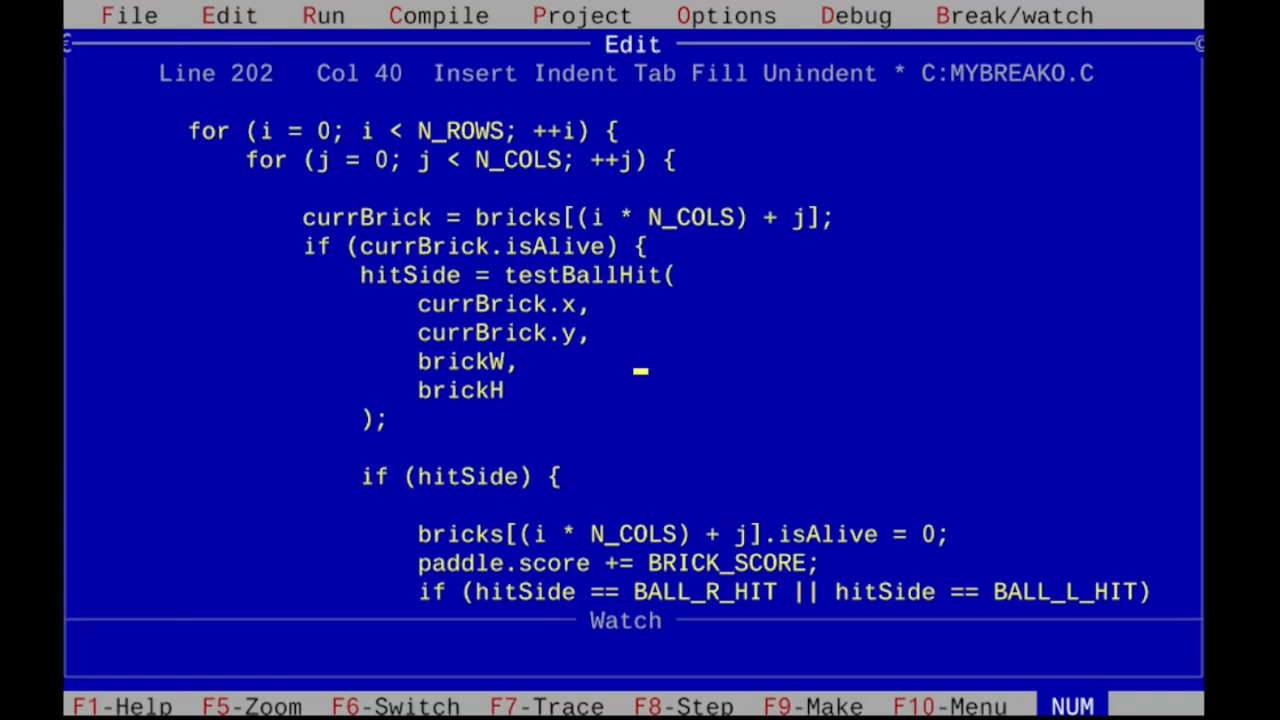 File Edit Run Compile Project Options Debug Break/watch
Edit
Line 202 Col 40 Insert Indent Tab Fill Unindent * C:MYBREAKO.C
for (i = 0; i < N_ROWS; ++i) {
for (j = 0; j < N_COLS; ++j) {
currBrick = bricks[(i * N_COLS) + j];
if (currBrick.isAlive) {
hitSide = testBallHit(
currBrick.x,
currBrick.y,
brickW,
brickH
);
if (hitSide) {
bricks[(i * N_COLS) + j].isAlive = 0;
paddle.score += BRICK_SCORE;
if (hitSide == BALL_R_HIT || hitSide == BALL_L_HIT)
Watch
F1-Help F5-Zoom F6-Switch F7-Trace F8-Step F9-Make F10-Menu NUM